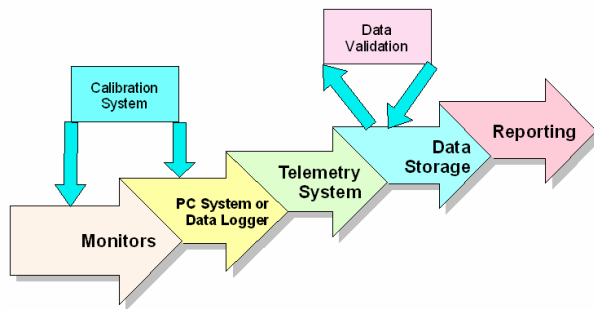 Data
Validation
Calibration
System
Reporting
Data
Storage
Telemetry
System
PC System or
Data Logger
Monitors